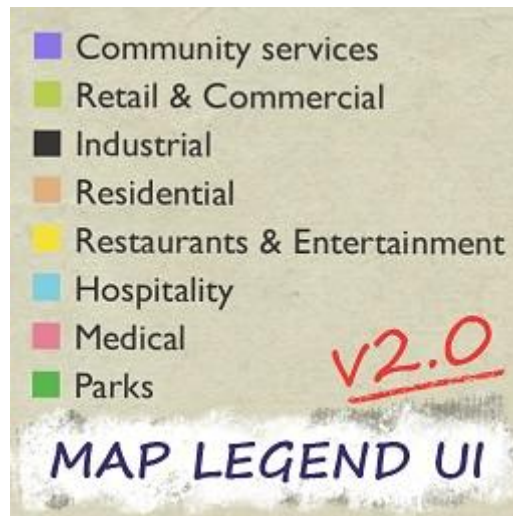 Community services
Retail & Commercial
Industrial
Residential
Restaurants & Entertainment
Hospitality
Medical
Parks
v2.0
MAP LEGEND UI